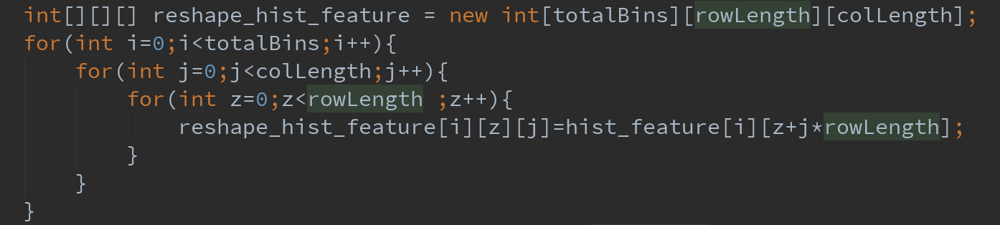 int[][][] reshape_hist_feature = new int[totalBins][rowLength][colLength];
for(int i=0;i<totalBins;i++){
for(int j=0;j<colLength;j++){
for(int z=0;z<rowLength ;z++){
reshape_hist_feature[i][z][j]=hist_feature[i][z+j*rowLength];
}
}
}